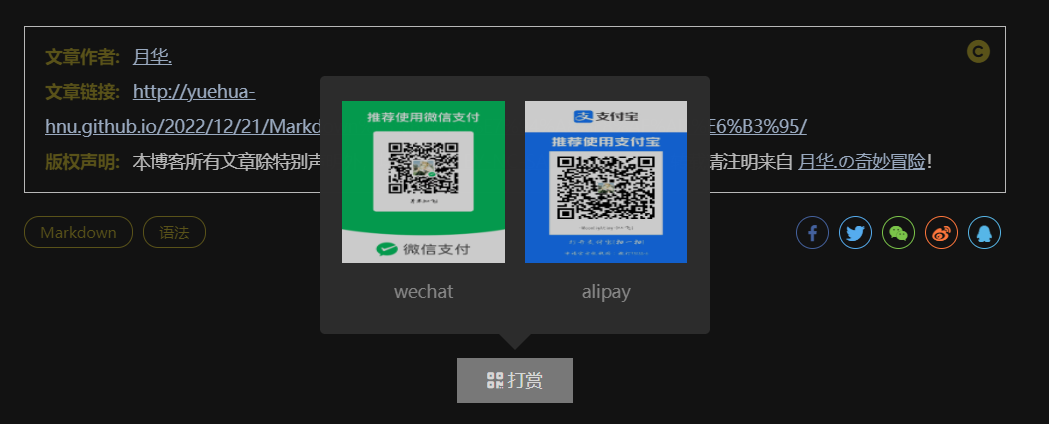 文章作者: 月华.
文章链接: http://yuehua-
hnu.github.io/2022/12/21/Markd
E6%B3%95/
版权声明: 本博客所有文章除特别声
请注明来自 月华.の奇妙冒险!
推荐使用微信支付
微信支付
wechat
支付宝
推荐使用支付宝
alipay
Markdown
语法
打赏